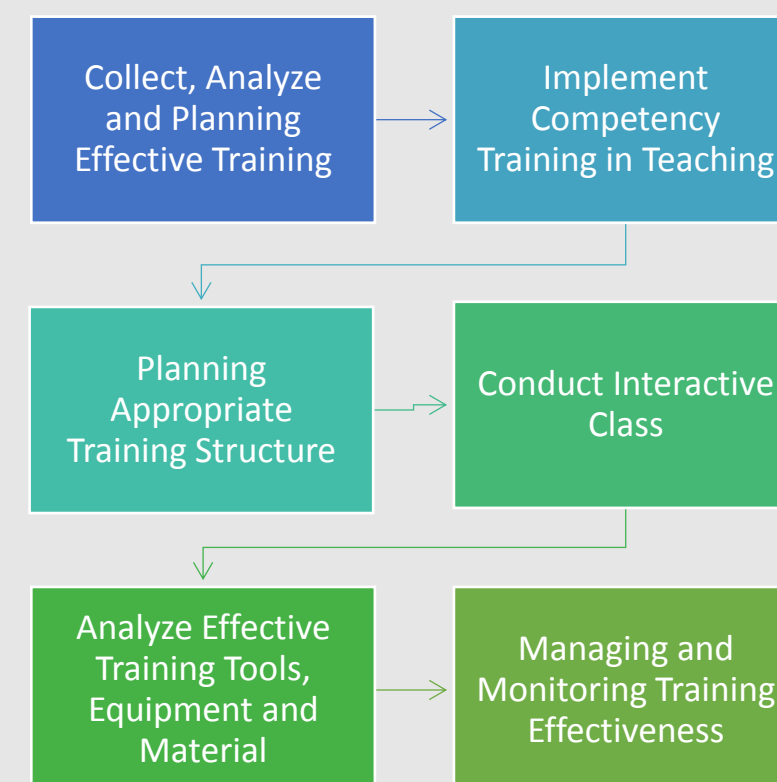 Collect, Analyze
and Planning
Effective Training
Implement
Competency
Training in Teaching
Planning
Appropriate
Training Structure
Conduct Interactive
Class
Analyze Effective
Training Tools,
Equipment and
Material
Managing and
Monitoring Training
Effectiveness